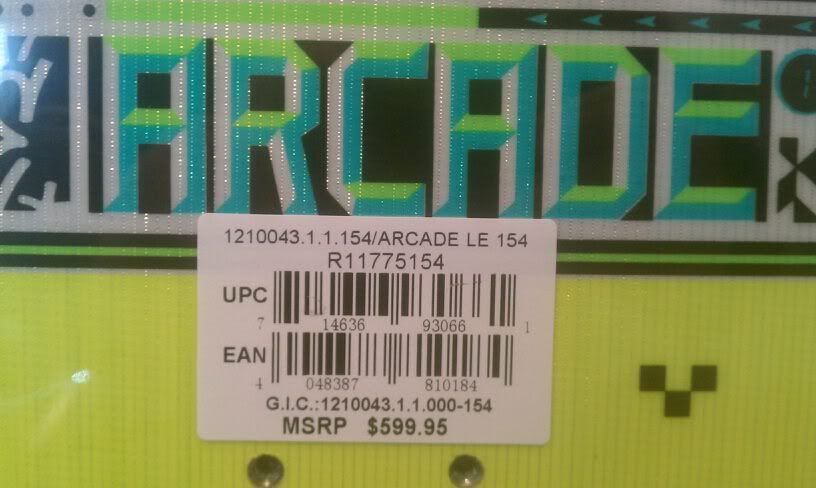 ARCADE
1210043.1.1.154/ARCADE LE 154
R11775154
UPC
7 14636 93066 1
EAN
4 048387 810184
G.I.C.:1210043.1.1.000-154
MSRP $599.95